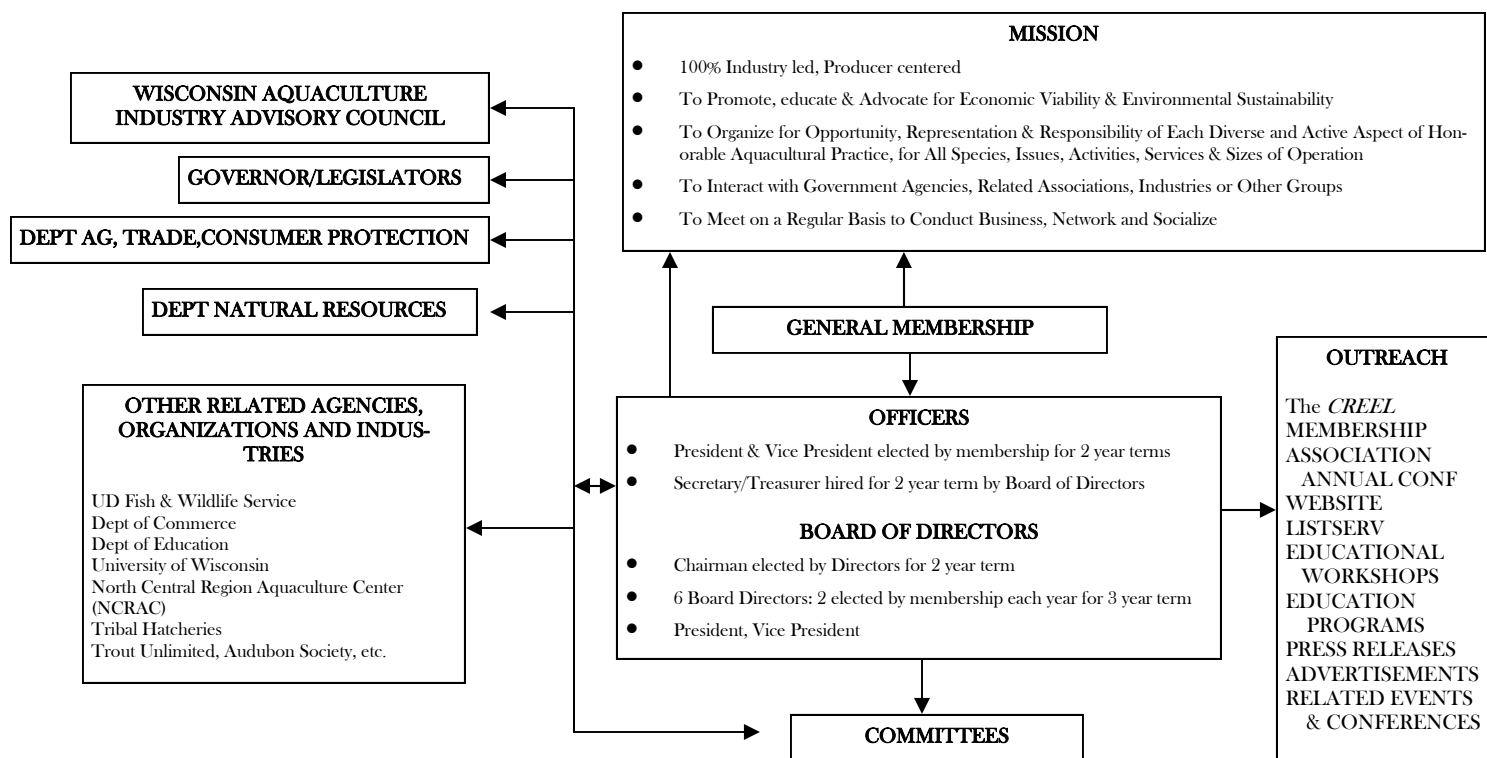 MISSION
● 100% Industry led, Producer centered
● To Promote, educate & Advocate for Economic Viability & Environmental Sustainability
● To Organize for Opportunity, Representation & Responsibility of Each Diverse and Active Aspect of Hon-
orable Aquacultural Practice, for All Species, Issues, Activities, Services & Sizes of Operation
● To Interact with Government Agencies, Related Associations, Industries or Other Groups
● To Meet on a Regular Basis to Conduct Business, Network and Socialize
WISCONSIN AQUACULTURE
INDUSTRY ADVISORY COUNCIL
GOVERNOR/LEGISLATORS
DEPT AG, TRADE,CONSUMER PROTECTION
DEPT NATURAL RESOURCES
GENERAL MEMBERSHIP
OTHER RELATED AGENCIES,
ORGANIZATIONS AND INDUS-
TRIES
UD Fish & Wildlife Service
Dept of Commerce
Dept of Education
University of Wisconsin
North Central Region Aquaculture Center
(NCRAC)
Tribal Hatcheries
Trout Unlimited, Audubon Society, etc.
OFFICERS
● President & Vice President elected by membership for 2 year terms
● Secretary/Treasurer hired for 2 year term by Board of Directors
BOARD OF DIRECTORS
● Chairman elected by Directors for 2 year term
● 6 Board Directors: 2 elected by membership each year for 3 year term
● President, Vice President
OUTREACH
The CREEL
MEMBERSHIP
ASSOCIATION
ANNUAL CONF
WEBSITE
LISTSERV
EDUCATIONAL
WORKSHOPS
EDUCATION
PROGRAMS
PRESS RELEASES
ADVERTISEMENTS
RELATED EVENTS
& CONFERENCES
COMMITTEES